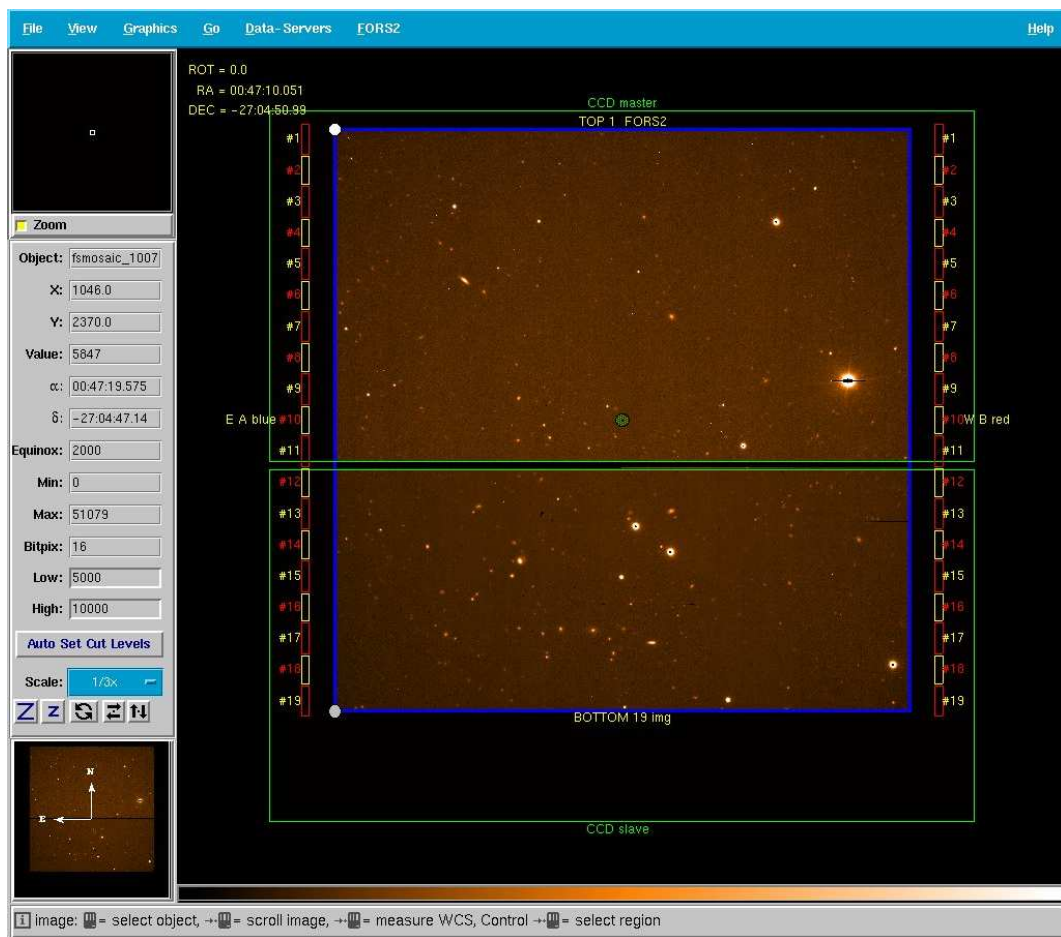 File View Graphics Go Data-Servers FORS2 Help
ROT = 0.0
RA = 00:47:10.051
DEC = -27:04:50.99
CCD master
TOP 1 FORS2
#1 #1
#2 #2
#3 #3
#4 #4
#5 #5
#6 #6
#7 #7
#8 #8
#9 #9
E A blue #10 #10 W B red
#11 #11
#12 #12
#13 #13
#14 #14
#15 #15
#16 #16
#17 #17
#18 #18
#19 #19
BOTTOM 19 img
CCD slave
Zoom
Object: fsmosaic_1007
X: 1046.0
Y: 2370.0
Value: 5847
α: 00:47:19.575
δ: -27:04:47.14
Equinox: 2000
Min: 0
Max: 51079
Bitpix: 16
Low: 5000
High: 10000
Auto Set Cut Levels
Scale: 1/3x
Z z
N
E
image: = select object, = scroll image, = measure WCS, Control = select region